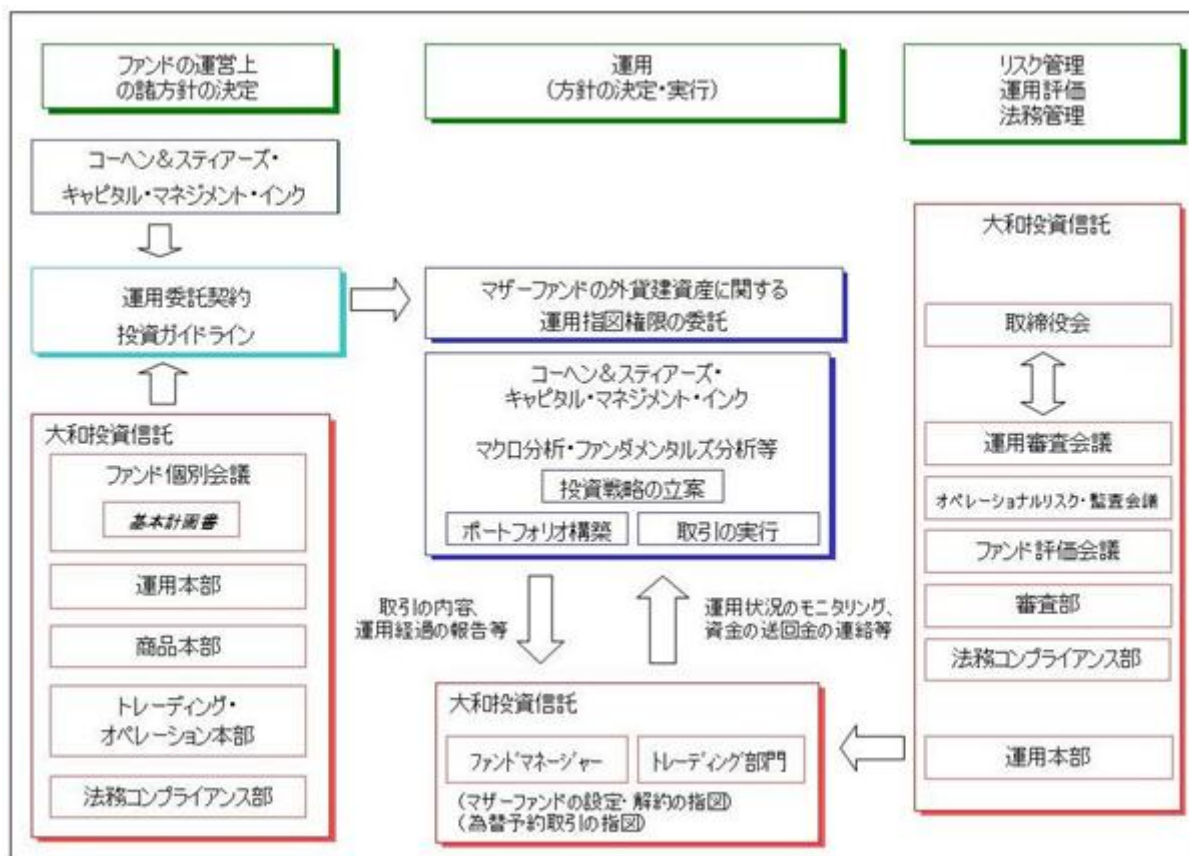 ファンドの運営上
の諸方針の決定
運用
(方針の決定・実行)
リスク管理
運用評価
法務管理
コーヘン&スティアーズ・
キャピタル・マネジメント・インク
運用委託契約
投資ガイドライン
マザーファンドの外貨建資産に関する
運用指図権限の委託
コーヘン&スティアーズ・
キャピタル・マネジメント・インク
マクロ分析・ファンダメンタルズ分析等
投資戦略の立案
ポートフォリオ構築
取引の実行
大和投資信託
ファンド個別会議
基本計画書
運用本部
商品本部
トレーディング・
オペレーション本部
法務コンプライアンス部
取引の内容、
運用経過の報告等
運用状況のモニタリング、
資金の送回金の連絡等
大和投資信託
ファンドマネージャー
トレーディング部門
(マザーファンドの設定・解約の指図)
(為替予約取引の指図)
大和投資信託
取締役会
運用審査会議
オペレーショナルリスク・監査会議
ファンド評価会議
審査部
法務コンプライアンス部
運用本部